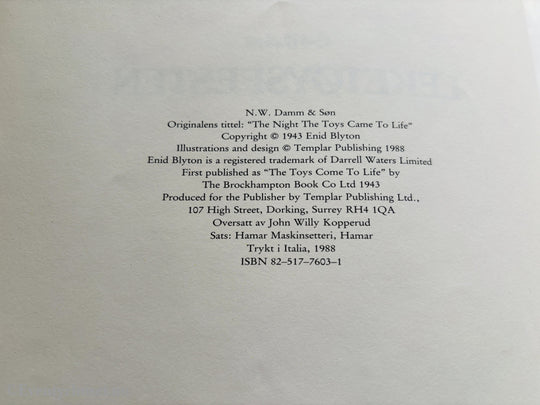 N.W. Damm & Søn
Originalens tittel: "The Night The Toys Came To Life"
Copyright © 1943 Enid Blyton
Illustrations and design © Templar Publishing 1988
Enid Blyton is a registered trademark of Darrell Waters Limited
First published as "The Toys Come To Life" by
The Brockhampton Book Co Ltd 1943
Produced for the Publisher by Templar Publishing Ltd.,
107 High Street, Dorking, Surrey RH4 1QA
Oversatt av John Willy Kopperud
Sats: Hamar Maskinsetteri, Hamar
Trykt i Italia, 1988
ISBN 82–517–7603–1